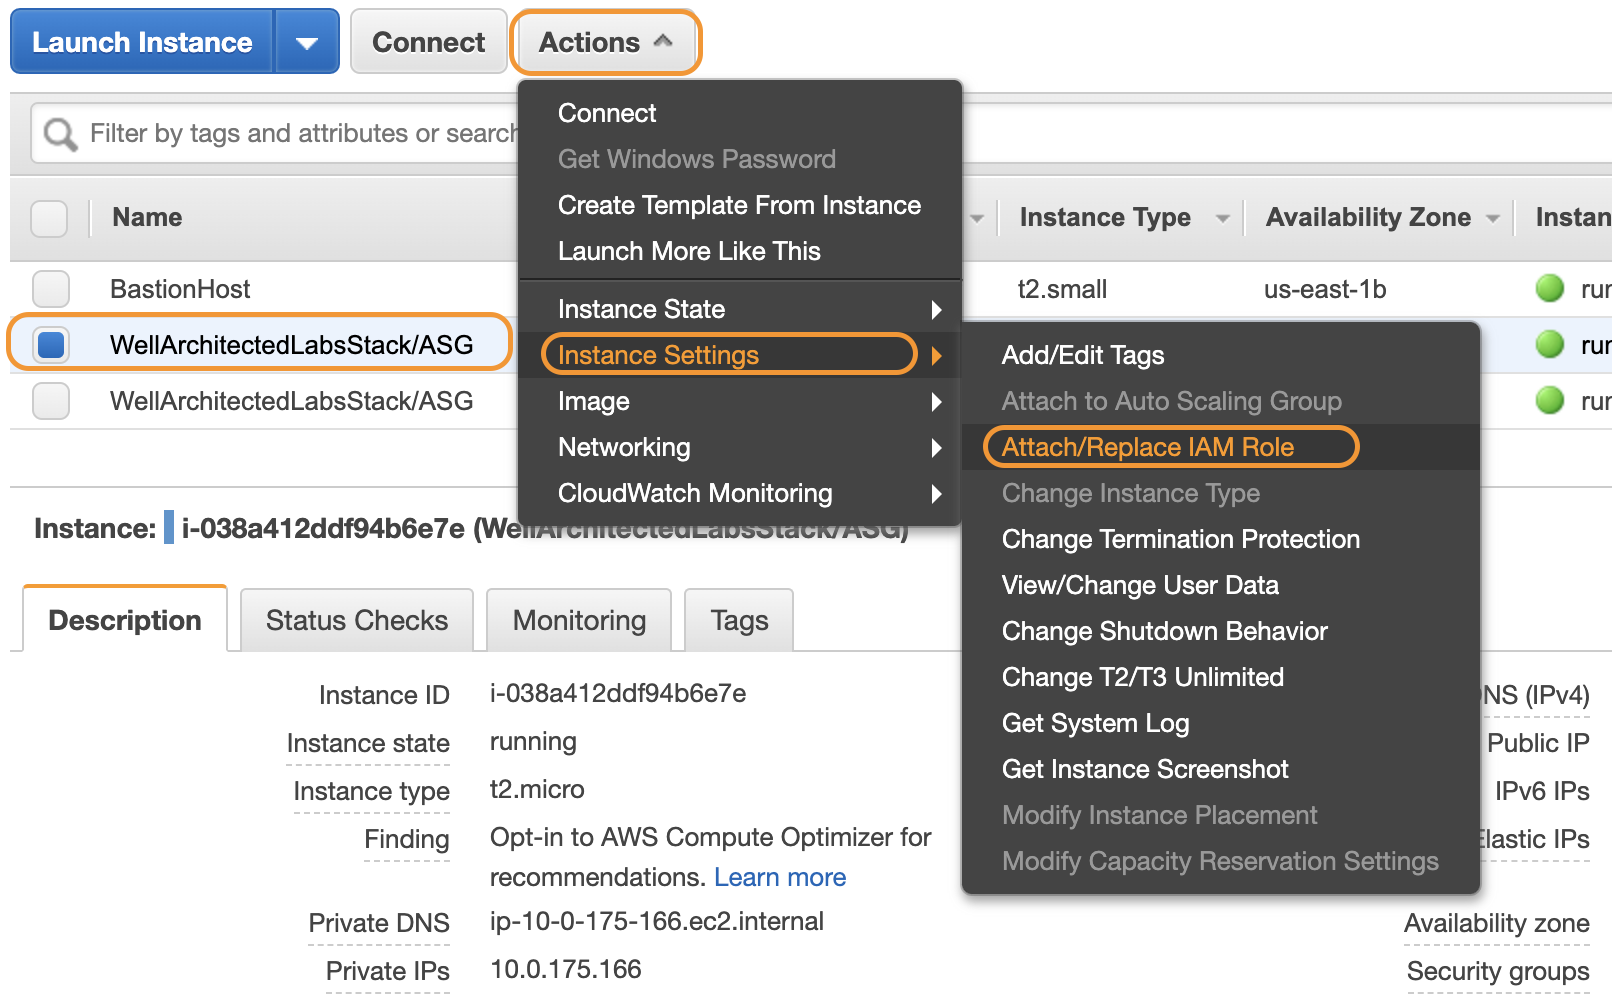 Launch Instance
Connect
Actions
Filter by tags and attributes or search
Name
Instance Type
Availability Zone
Instan
BastionHost
t2.small
us-east-1b
run
WellArchitectedLabsStack/ASG
run
WellArchitectedLabsStack/ASG
run
Connect
Get Windows Password
Create Template From Instance
Launch More Like This
Instance State
Instance Settings
Image
Networking
CloudWatch Monitoring
Add/Edit Tags
Attach to Auto Scaling Group
Attach/Replace IAM Role
Change Instance Type
Change Termination Protection
View/Change User Data
Change Shutdown Behavior
Change T2/T3 Unlimited
Get System Log
Get Instance Screenshot
Modify Instance Placement
Modify Capacity Reservation Settings
Instance: i-038a412ddf94b6e7e (WellArchitectedLabsStack/ASG)
Description
Status Checks
Monitoring
Tags
Instance ID i-038a412ddf94b6e7e
Instance state running
Instance type t2.micro
Finding Opt-in to AWS Compute Optimizer for
recommendations. Learn more
Private DNS ip-10-0-175-166.ec2.internal
Private IPs 10.0.175.166
NS (IPv4)
Public IP
IPv6 IPs
Elastic IPs
Availability zone
Security groups